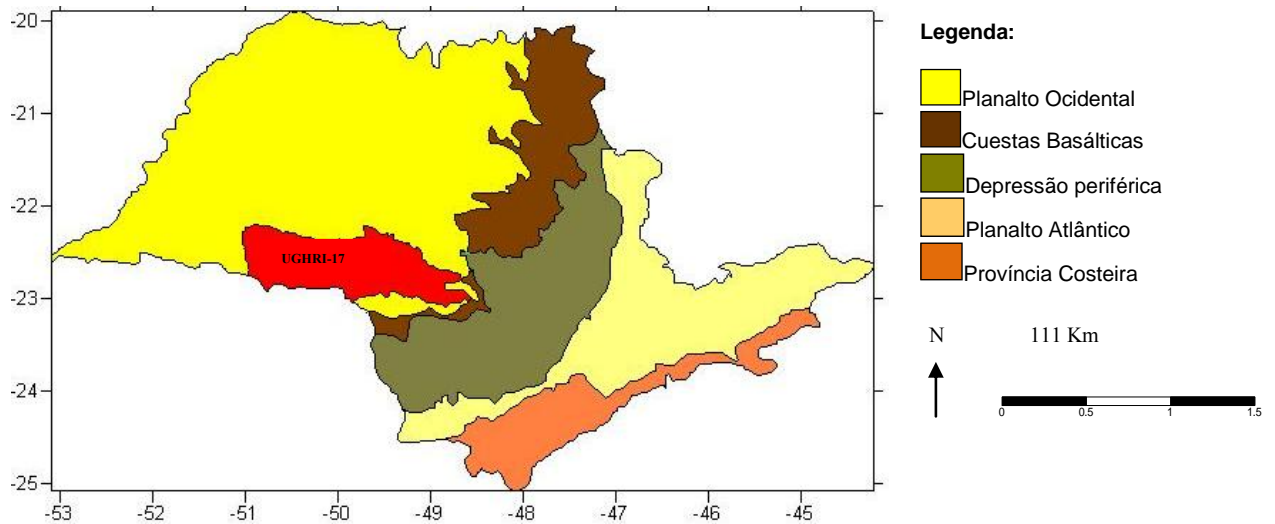 -20
-21
-22
-23
-24
-25
-53 -52 -51 -50 -49 -48 -47 -46 -45
UGHRI-17
Legenda:
Planalto Ocidental
Cuestas Basálticas
Depressão periférica
Planalto Atlântico
Província Costeira
N 111 Km
0 0.5 1 1.5